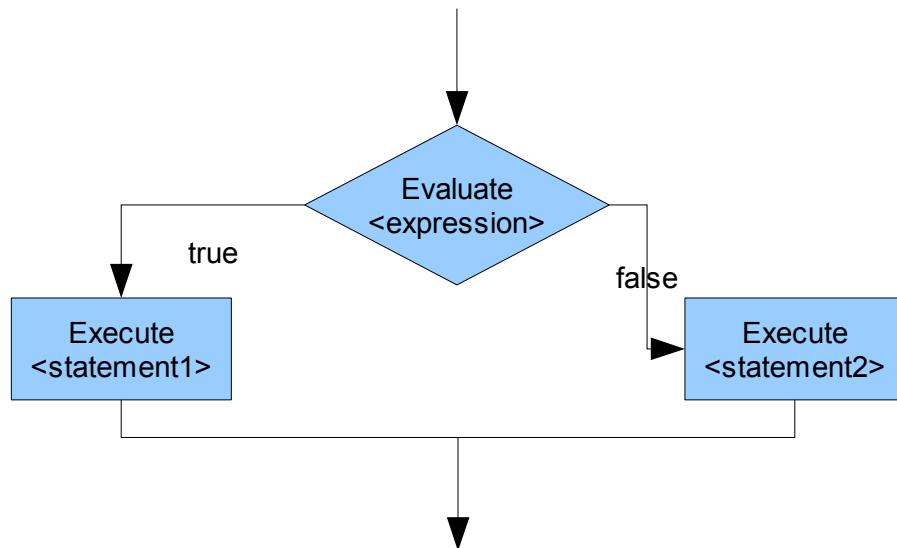 Evaluate
<expression>
true
false
Execute
<statement1>
Execute
<statement2>